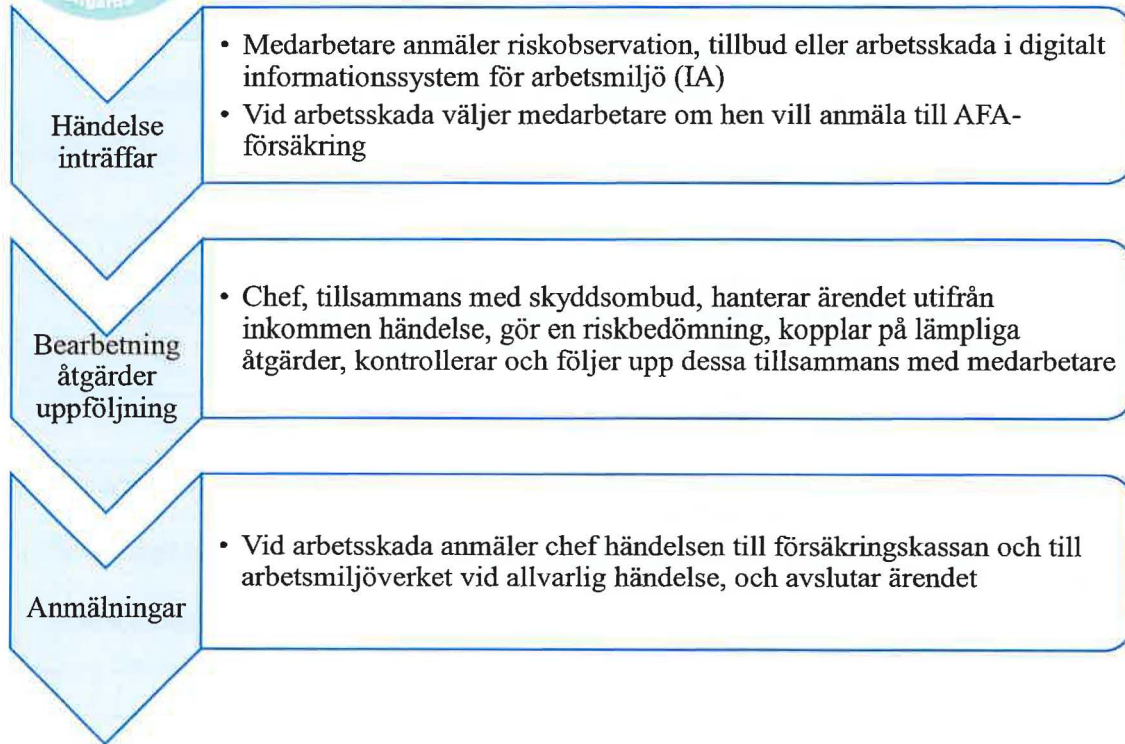 Händelse
inträffar
• Medarbetare anmäler riskobservation, tillbud eller arbetsskada i digitalt
informationssystem för arbetsmiljö (IA)
• Vid arbetsskada väljer medarbetare om hen vill anmäla till AFA-
försäkring
Bearbetning
åtgärder
uppföljning
• Chef, tillsammans med skyddsombud, hanterar ärendet utifrån
inkommen händelse, gör en riskbedömning, kopplar på lämpliga
åtgärder, kontrollerar och följer upp dessa tillsammans med medarbetare
Anmälningar
• Vid arbetsskada anmäler chef händelsen till försäkringskassan och till
arbetsmiljöverket vid allvarlig händelse, och avslutar ärendet